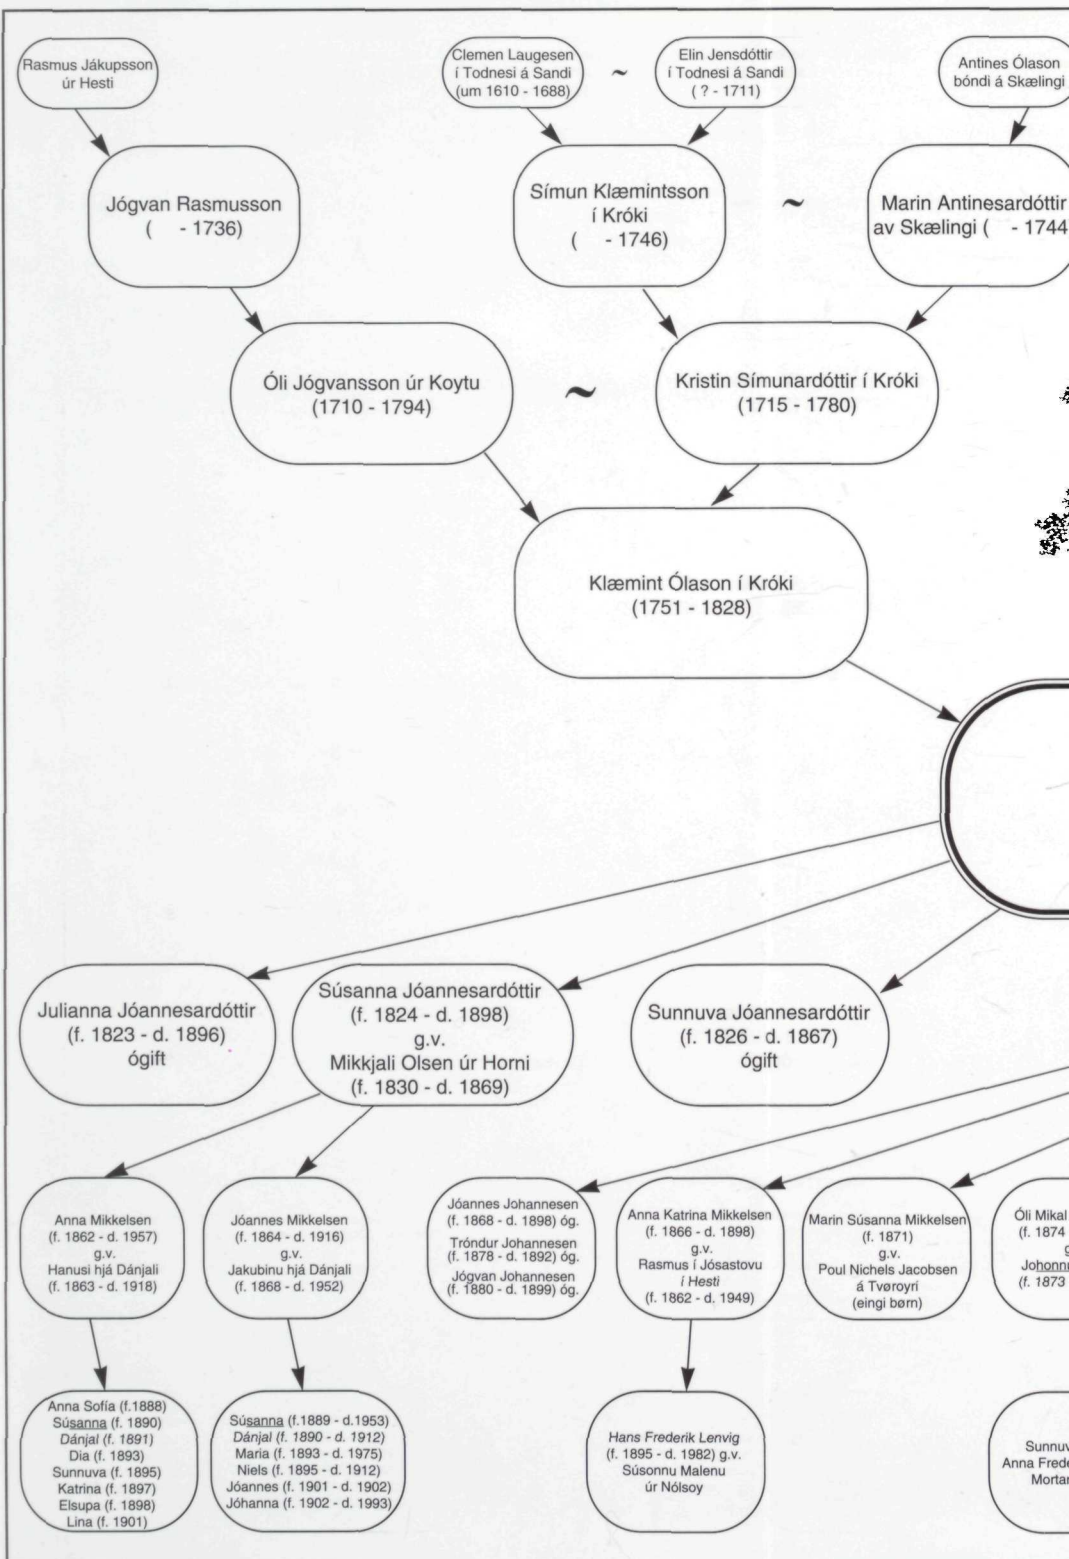 Rasmus Jákupsson
úr Hesti
Clemen Laugesen
í Todnesi á Sandi
(um 1610 - 1688)
~
Elin Jensdóttir
í Todnesi á Sandi
( ? - 1711)
Antines Ólason
bóndi á Skælingi
Jógvan Rasmusson
(    - 1736)
Símun Klæmintsson
í Króki
(    - 1746)
~
Marin Antinesardóttir
av Skælingi (    - 1744
Óli Jógvansson úr Koytu
(1710 - 1794)
~
Kristin Símunardóttir í Króki
(1715 - 1780)
Klæmint Ólason í Króki
(1751 - 1828)
Julianna Jóannesardóttir
(f. 1823 - d. 1896)
ógift
Súsanna Jóannesardóttir
(f. 1824 - d. 1898)
g.v.
Mikkjali Olsen úr Horni
(f. 1830 - d. 1869)
Sunnuva Jóannesardóttir
(f. 1826 - d. 1867)
ógift
Anna Mikkelsen
(f. 1862 - d. 1957)
g.v.
Hanusi hjá Dánjali
(f. 1863 - d. 1918)
Jóannes Mikkelsen
(f. 1864 - d. 1916)
g.v.
Jakubinu hjá Dánjali
(f. 1868 - d. 1952)
Jóannes Johannesen
(f. 1868 - d. 1898) óg.
Tróndur Johannesen
(f. 1878 - d. 1892) óg.
Jógvan Johannesen
(f. 1880 - d. 1899) óg.
Anna Katrina Mikkelsen
(f. 1866 - d. 1898)
g.v.
Rasmus í Jósastovu
í Hesti
(f. 1862 - d. 1949)
Marin Súsanna Mikkelsen
(f. 1871)
g.v.
Poul Nichels Jacobsen
á Tvøroyri
(eingi børn)
Óli Mikal
(f. 1874
g
Johonn
(f. 1873
Anna Sofía (f.1888)
Súsanna (f. 1890)
Dánjal (f. 1891)
Dia (f. 1893)
Sunnuva (f. 1895)
Katrina (f. 1897)
Elsupa (f. 1898)
Lina (f. 1901)
Súsanna (f.1889 - d.1953)
Dánjal (f. 1890 - d. 1912)
Maria (f. 1893 - d. 1975)
Niels (f. 1895 - d. 1912)
Jóannes (f. 1901 - d. 1902)
Jóhanna (f. 1902 - d. 1993)
Hans Frederik Lenvig
(f. 1895 - d. 1982) g.v.
Súsonnu Malenu
úr Nólsoy
Sunnuv
Anna Frede
Mortan